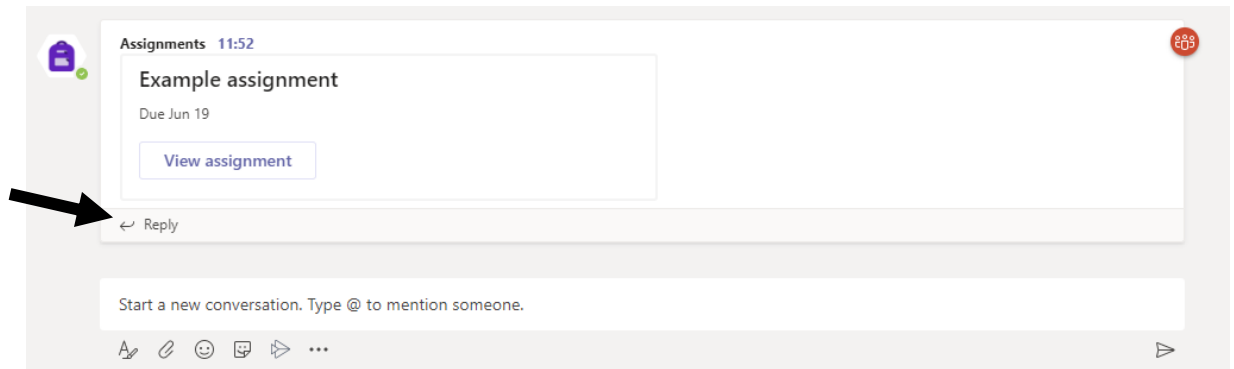 Assignments 11:52
Example assignment
Due Jun 19
View assignment
Reply
Start a new conversation. Type @ to mention someone.